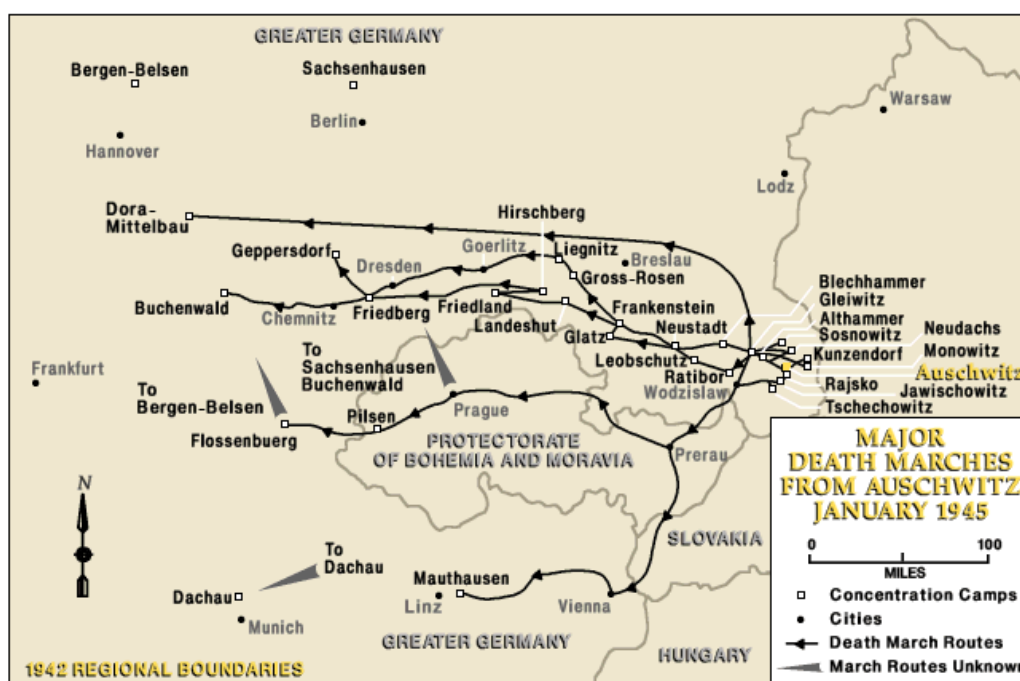 GREATER GERMANY
Bergen-Belsen
Sachsenhausen
Warsaw
Berlin
Hannover
Lodz
Dora-
Mittelbau
Hirschberg
Geppersdorf
Goerlitz
Liegnitz
Breslau
Dresden
Gross-Rosen
Blechhammer
Gleiwitz
Buchenwald
Chemnitz
Friedberg
Friedland
Landeshut
Frankenstein
Althammer
Neustadt
Sosnowitz
Neudachs
Glatz
Kunzendorf
Monowitz
Leobschutz
Ratibor
Auschwitz
Wodzislaw
Rajsko
Jawischowitz
Tschechowitz
Frankfurt
To
Sachsenhausen
Buchenwald
To
Bergen-Belsen
Prague
Pilsen
Flossenbuerg
PROTECTORATE
OF BOHEMIA AND MORAVIA
Prerau
MAJOR
DEATH MARCHES
FROM AUSCHWITZ
JANUARY 1945
N
SLOVAKIA
0 100
MILES
To
Dachau
Dachau
Munich
Mauthausen
Linz
Vienna
GREATER GERMANY
HUNGARY
Concentration Camps
Cities
Death March Routes
March Routes Unknown
1942 REGIONAL BOUNDARIES